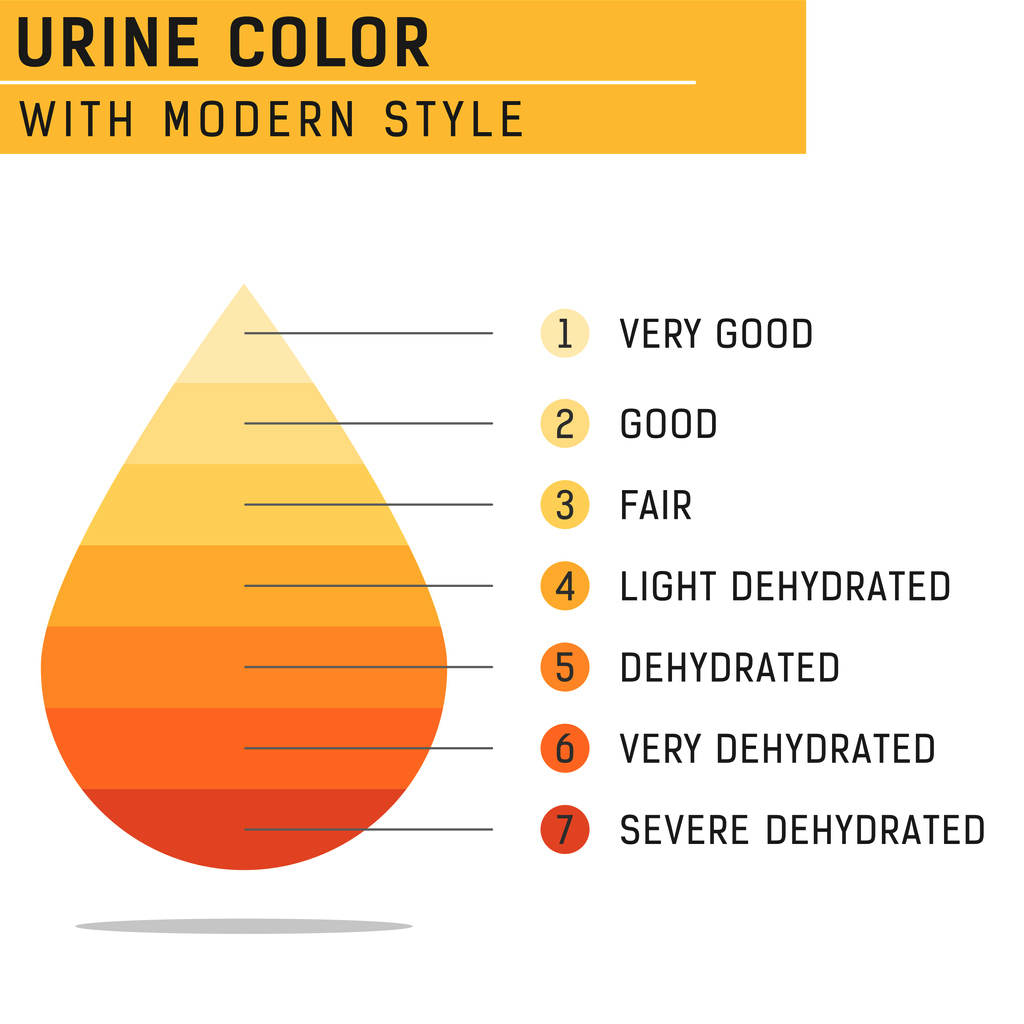 URINE COLOR
WITH MODERN STYLE
1 VERY GOOD
2 GOOD
3 FAIR
4 LIGHT DEHYDRATED
5 DEHYDRATED
6 VERY DEHYDRATED
7 SEVERE DEHYDRATED